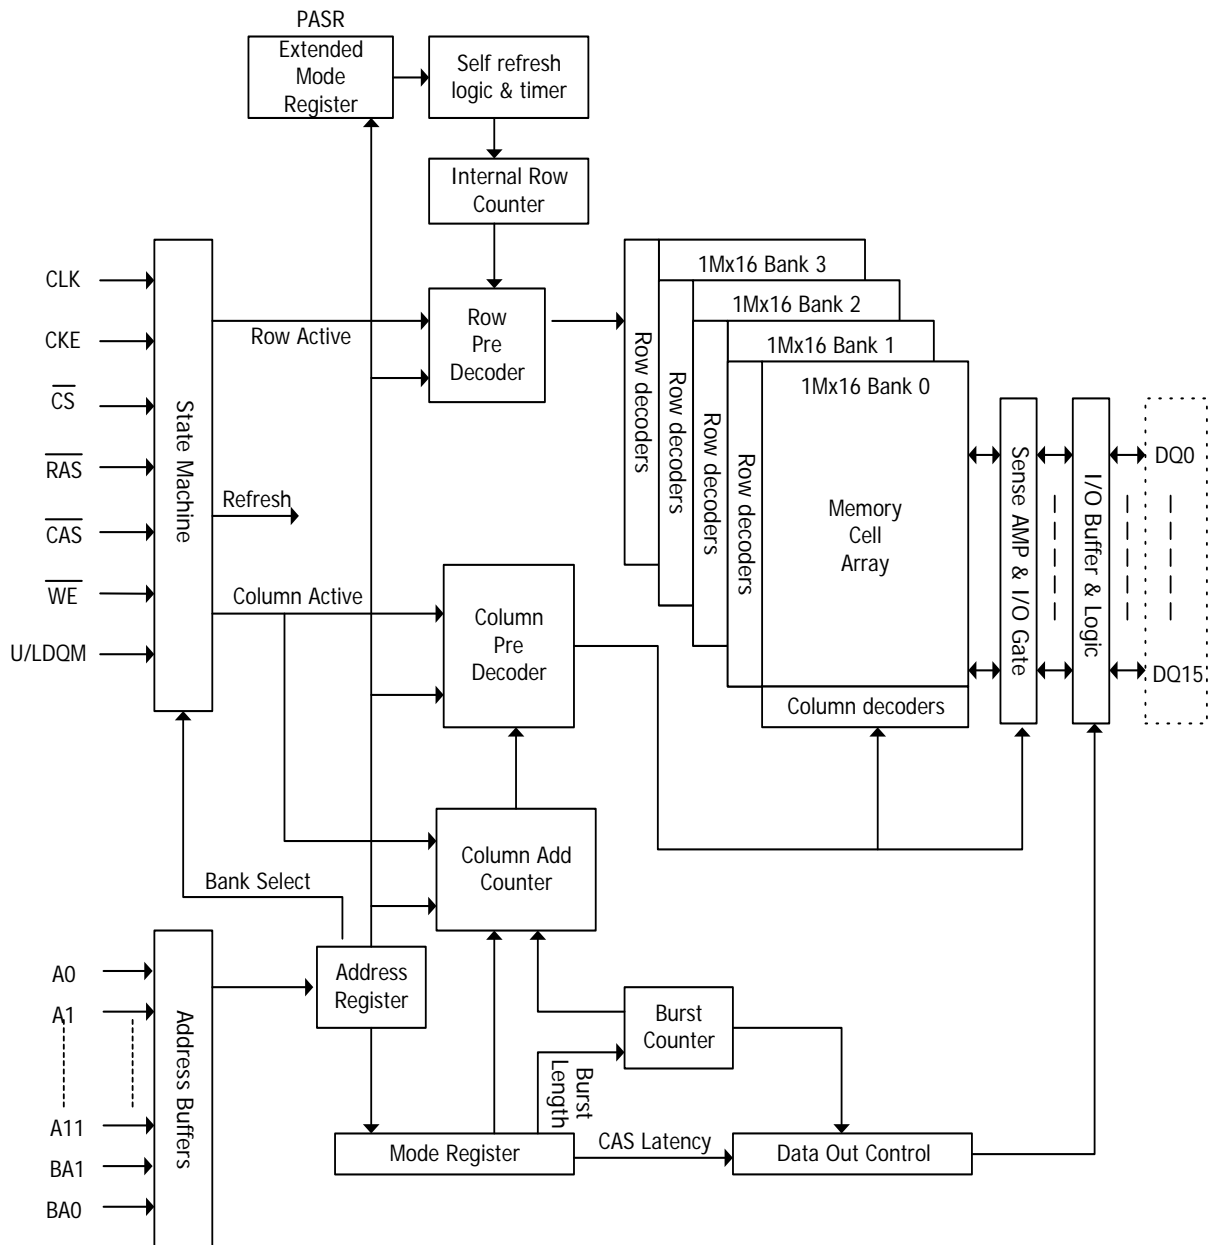 PASR
Extended
Mode
Register
Self refresh
logic & timer
Internal Row
Counter
CLK
CKE
CS
RAS
CAS
WE
U/LDQM
State Machine
Row Active
Refresh
Column Active
Row
Pre
Decoder
Column
Pre
Decoder
Column Add
Counter
Bank Select
Row decoders
Row decoders
Row decoders
Row decoders
1Mx16 Bank 3
1Mx16 Bank 2
1Mx16 Bank 1
1Mx16 Bank 0
Memory
Cell
Array
Column decoders
Sense AMP & I/O Gate
I/O Buffer & Logic
DQ0
DQ15
A0
A1
A11
BA1
BA0
Address Buffers
Address
Register
Burst
Counter
Burst
Length
Mode Register
CAS Latency
Data Out Control